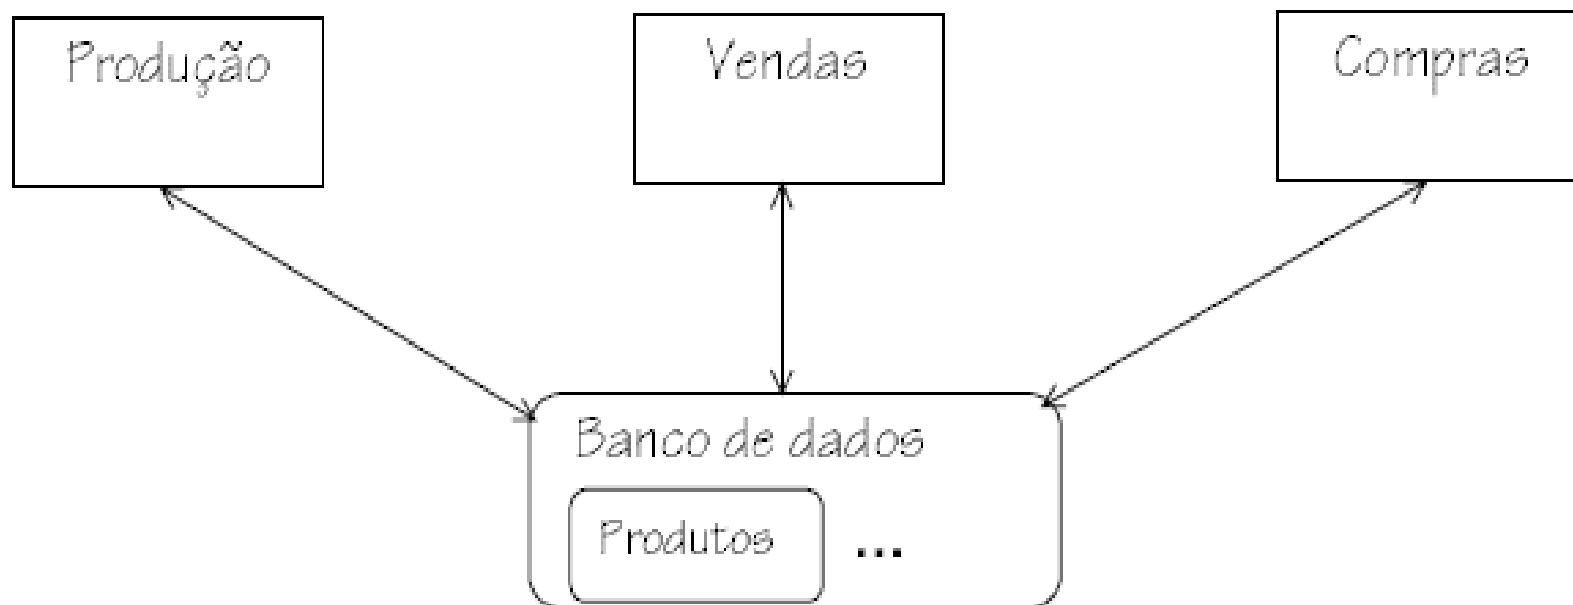 Produção
Vendas
Compras
Banco de dados
Produtos
...